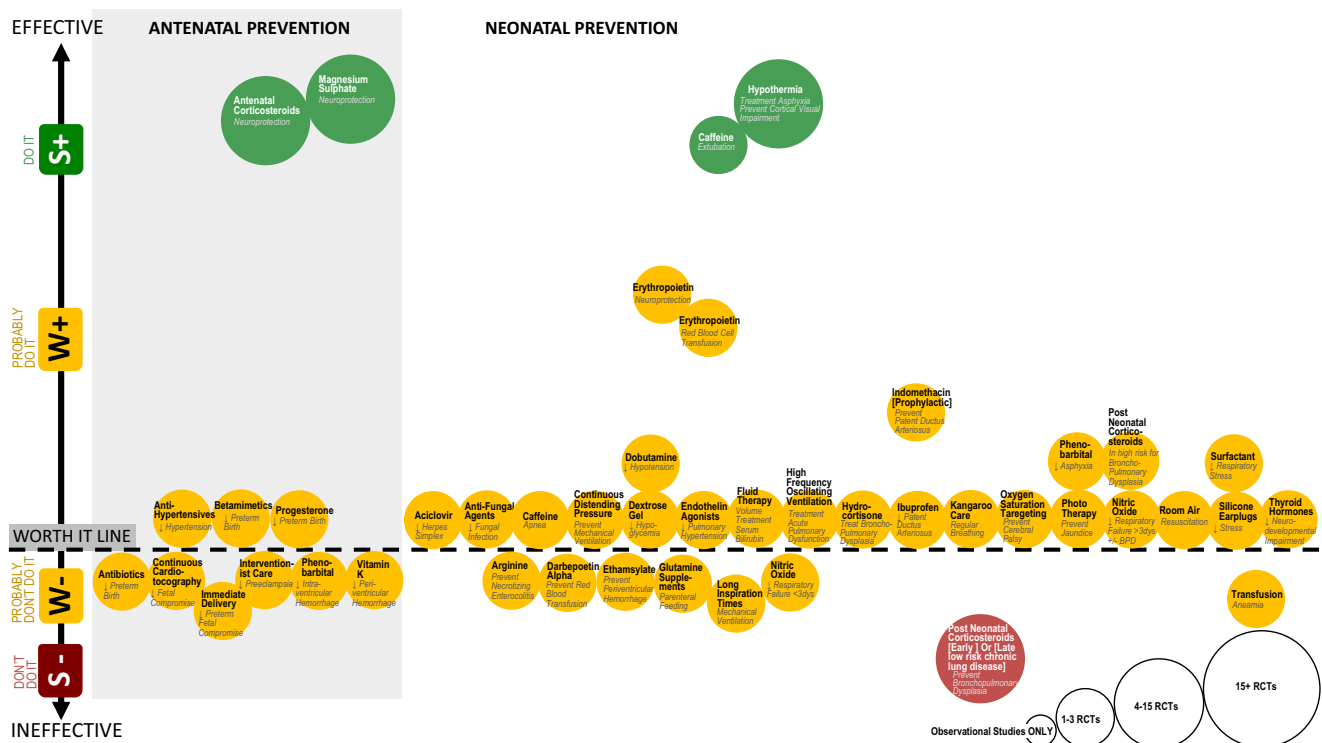 EFFECTIVE
ANTENATAL PREVENTION
NEONATAL PREVENTION
DO IT
S+
PROBABLY
DO IT
W+
WORTH IT LINE
PROBABLY
DON'T DO IT
W-
DON'T
DO IT
S -
INEFFECTIVE
Antenatal
Corticosteroids
Neuroprotection
Magnesium
Sulphate
Neuroprotection
Hypothermia
Treatment Asphyxia
Prevent Cortical Visual
Impairment
Caffeine
Extubation
Erythropoietin
Neuroprotection
Erythropoietin
Red Blood Cell
Transfusion
Indomethacin
[Prophylactic]
Prevent
Patent Ductus
Arteriosus
Dobutamine
↓ Hypotension
Pheno-
barbital
↓ Asphyxia
Post
Neonatal
Cortico-
steroids
In high risk for
Broncho-
Pulmonary
Dysplasia
Surfactant
↓ Respiratory
Stress
Anti-
Hypertensives
↓ Hypertension
Betamimetics
↓ Preterm
Birth
Progesterone
↓ Preterm Birth
Aciclovir
↓ Herpes
Simplex
Anti-Fungal
Agents
↓ Fungal
Infection
Caffeine
Apnea
Continuous
Distending
Pressure
Prevent
Mechanical
Ventilation
Dextrose
Gel
↓ Hypo-
glycemia
Endothelin
Agonists
↓ Pulmonary
Hypertension
Fluid
Therapy
Volume
Treatment
Serum
Bilirubin
High
Frequency
Oscillating
Ventilation
Treatment
Acute
Pulmonary
Dysfunction
Hydro-
cortisone
Treat Broncho-
Pulmonary
Dysplasia
Ibuprofen
↓ Patent
Ductus
Arteriosus
Kangaroo
Care
Regular
Breathing
Oxygen
Saturation
Taregeting
Prevent
Cerebral
Palsy
Photo
Therapy
Prevent
Jaundice
Nitric
Oxide
↓ Respiratory
Failure >3dys
+/- BPD
Room Air
Resuscitation
Silicone
Earplugs
↓ Stress
Thyroid
Hormones
↓ Neuro-
developmental
Impairment
Antibiotics
↓ Preterm
Birth
Continuous
Cardio-
tocography
↓ Fetal
Compromise
Immediate
Delivery
↓ Preterm
Fetal
Compromise
Intervention-
ist Care
↓ Preeclampsia
Pheno-
barbital
↓ Intra-
ventricular
Hemorrhage
Vitamin
K
↓ Peri-
ventricular
Hemorrhage
Arginine
Prevent
Necrotizing
Enterocolitis
Darbepoetin
Alpha
Prevent Red
Blood
Transfusion
Ethamsylate
Prevent
Periventricular
Hemorrhage
Glutamine
Supple-
ments
Parenteral
Feeding
Long
Inspiration
Times
Mechanical
Ventilation
Nitric
Oxide
↓ Respiratory
Failure <3dys
Transfusion
Aneamia
Post Neonatal
Corticosteroids
[Early ] Or [Late
low risk chronic
lung disease]
Prevent
Bronchopulmonary
Dysplasia
Observational Studies ONLY
1-3 RCTs
4-15 RCTs
15+ RCTs